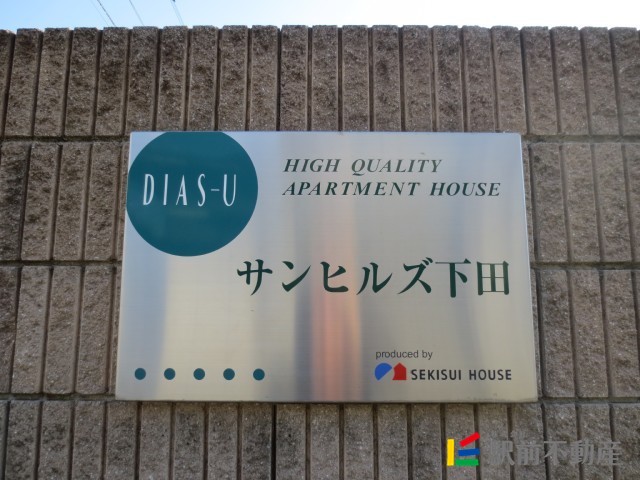 DIAS-U
HIGH QUALITY
APARTMENT HOUSE
サンヒルズ下田
produced by
SEKISUI HOUSE
駅前不動産